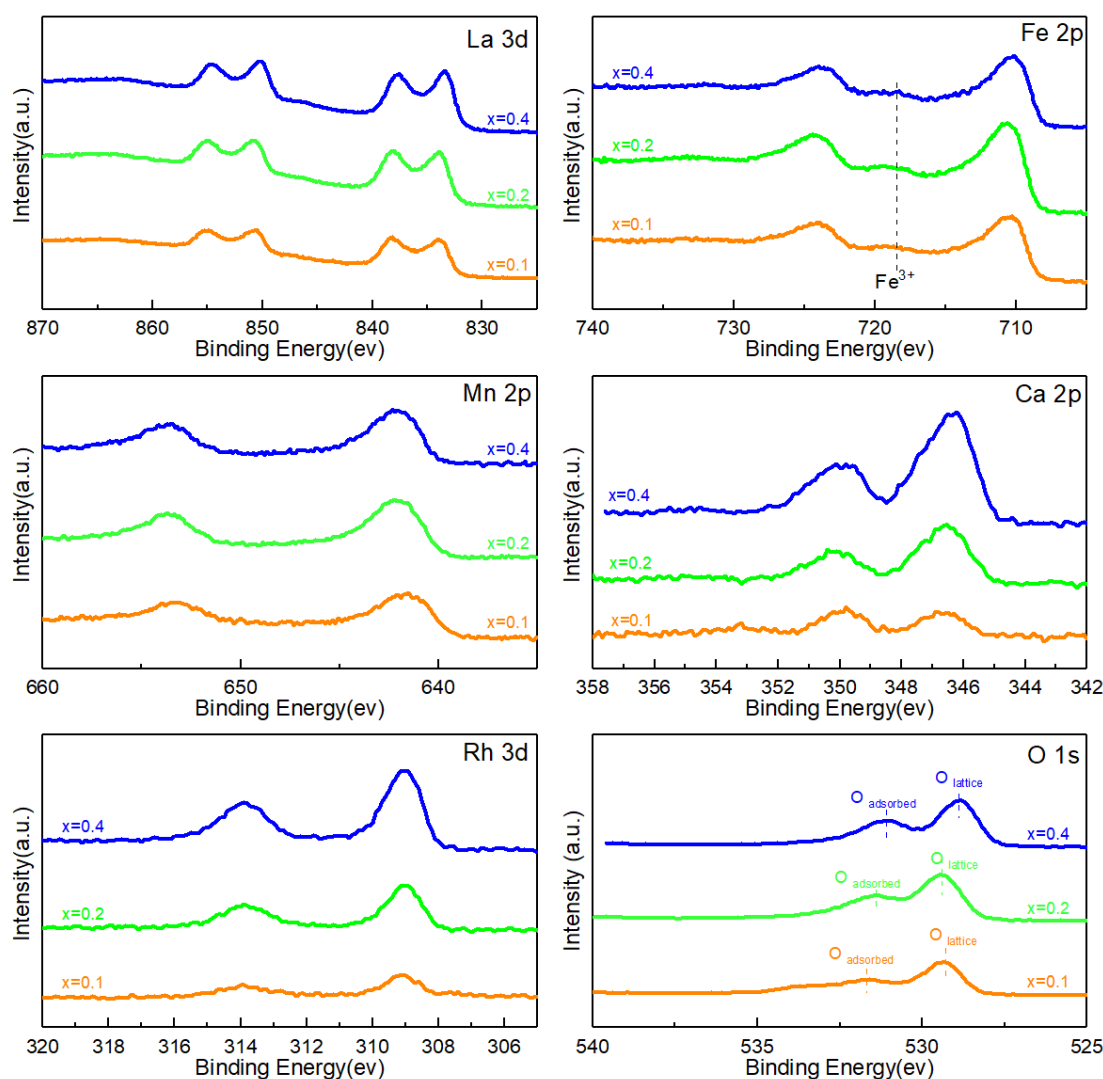 La 3d
Intensity(a.u.)
x=0.4
x=0.2
x=0.1
870 860 850 840 830
Binding Energy(ev)
Fe 2p
Intensity(a.u.)
x=0.4
x=0.2
x=0.1
Fe3+
740 730 720 710
Binding Energy(ev)
Mn 2p
Intensity(a.u.)
x=0.4
x=0.2
x=0.1
660 650 640
Binding Energy(ev)
Ca 2p
Intensity(a.u.)
x=0.4
x=0.2
x=0.1
358 356 354 352 350 348 346 344 342
Binding Energy(ev)
Rh 3d
Intensity(a.u.)
x=0.4
x=0.2
x=0.1
320 318 316 314 312 310 308 306
Binding Energy(ev)
O 1s
Intensity (a.u.)
O lattice
O adsorbed
x=0.4
O lattice
O adsorbed
x=0.2
O lattice
O adsorbed
x=0.1
540 535 530 525
Binding Energy(ev)